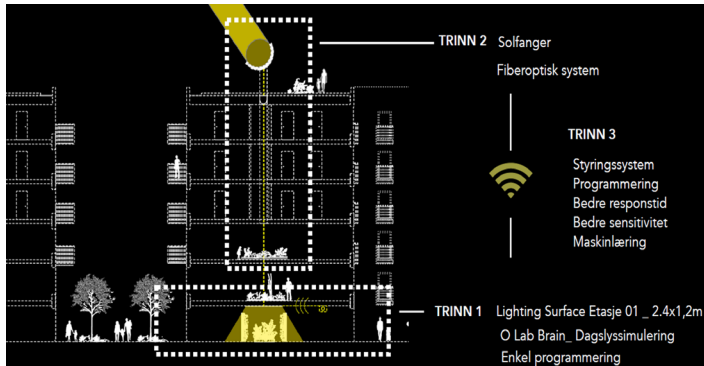 TRINN 2 Solfanger
Fiberoptisk system
TRINN 3
Styringssystem
Programmering
Bedre responstid
Bedre sensitivitet
Maskinlæring
TRINN 1 Lighting Surface Etasje 01 _ 2.4x1,2m
O Lab Brain_ Dagslyssimulering
Enkel programmering